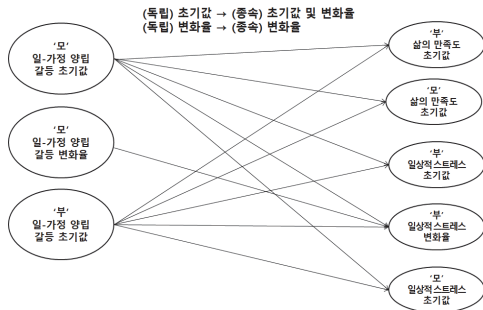 (독립) 초기값 → (종속) 초기값 및 변화율
(독립) 변화율 → (종속) 변화율
‘모’
일-가정 양립
갈등 초기값
‘모’
일-가정 양립
갈등 변화율
‘부’
일-가정 양립
갈등 초기값
‘부’
삶의 만족도
초기값
‘모’
삶의 만족도
초기값
‘부’
일상적스트레스
초기값
‘부’
일상적스트레스
변화율
‘모’
일상적스트레스
초기값